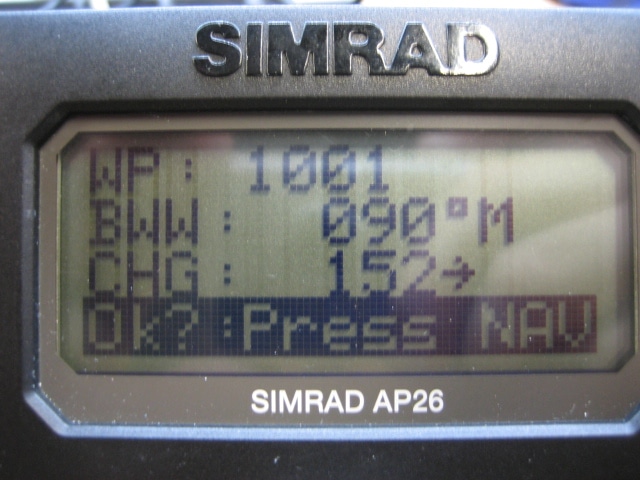 SIMRAD
WP: 1001
BWW: 090°M
CHG: 152→
Ok?:Press NAV
SIMRAD AP26